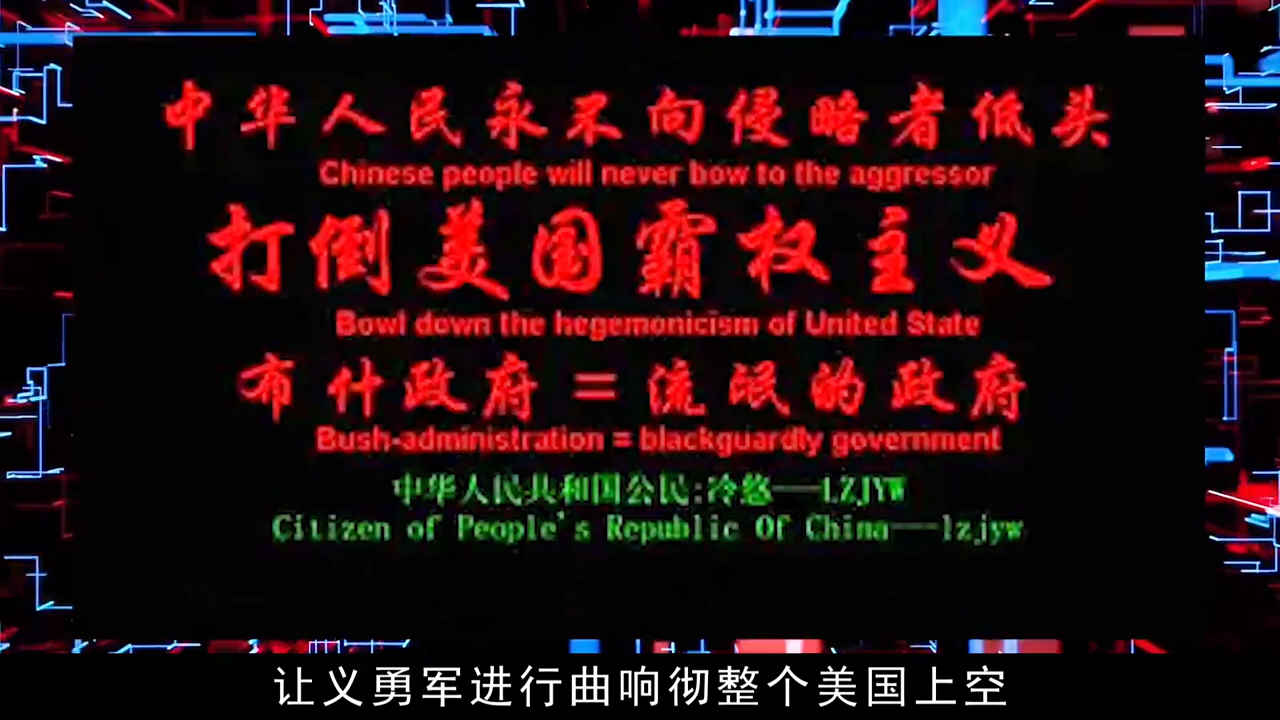 中华人民永不向侵略者低头
Chinese people will never bow to the aggressor
打倒美国霸权主义
Bowl down the hegemonicism of United State
布什政府=流氓的政府
Bush-administration = blackguardly government
中华人民共和国公民:冷悠——LZJYW
Citizen of People's Republic Of China---lzjyw
让义勇军进行曲响彻整个美国上空